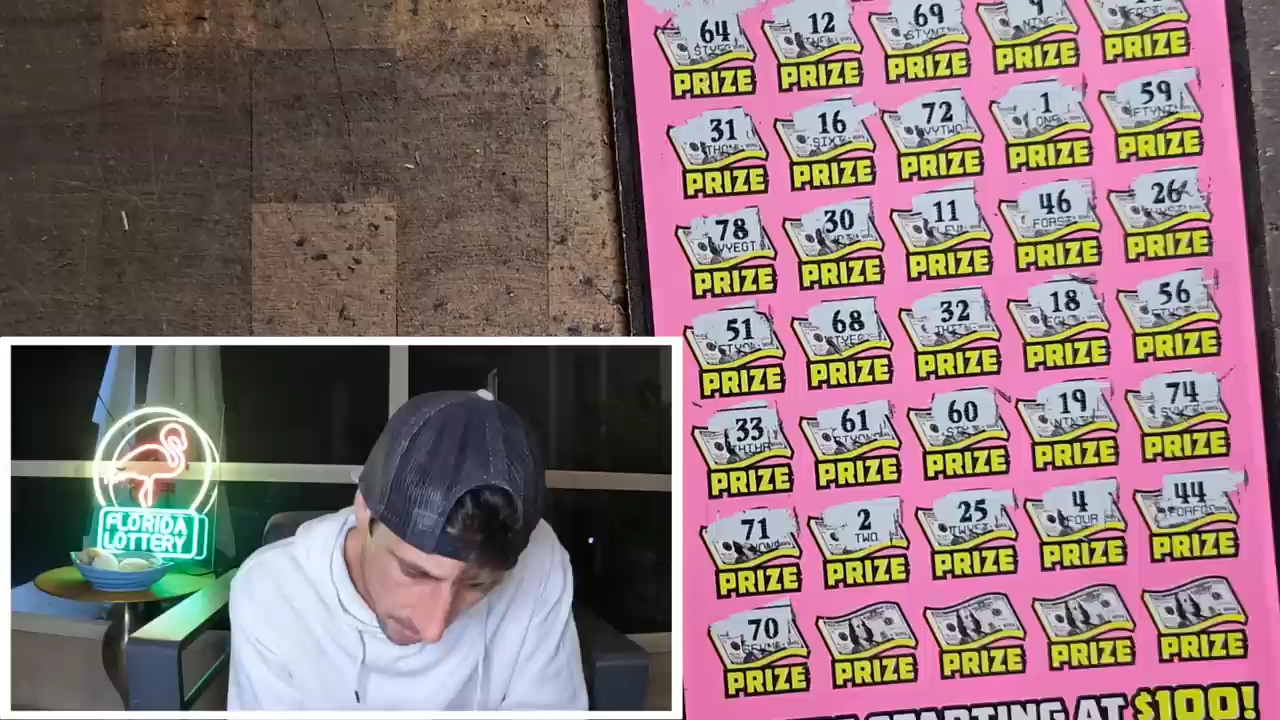 64 12 69 9
PRIZE PRIZE PRIZE PRIZE PRIZE
31 16 72 1 59
ONE
PRIZE PRIZE PRIZE PRIZE PRIZE
78 30 11 46 26
PRIZE PRIZE PRIZE PRIZE PRIZE
51 68 32 18 56
PRIZE PRIZE PRIZE PRIZE PRIZE
33 61 60 19 74
PRIZE PRIZE PRIZE PRIZE PRIZE
71 2 25 4 44
TWO FOUR
PRIZE PRIZE PRIZE PRIZE PRIZE
70
PRIZE PRIZE PRIZE PRIZE PRIZE
STARTING AT $100!
FLORIDA
LOTTERY